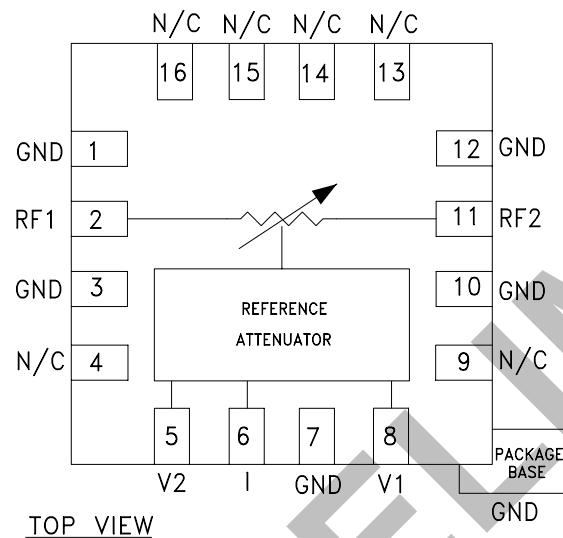 N/C N/C N/C N/C
16 15 14 13
GND 1 12 GND
RF1 2 11 RF2
GND 3 10 GND
REFERENCE
ATTENUATOR
N/C 4 9 N/C
5 6 7 8
V2 I GND V1
PACKAGE
BASE
GND
TOP VIEW